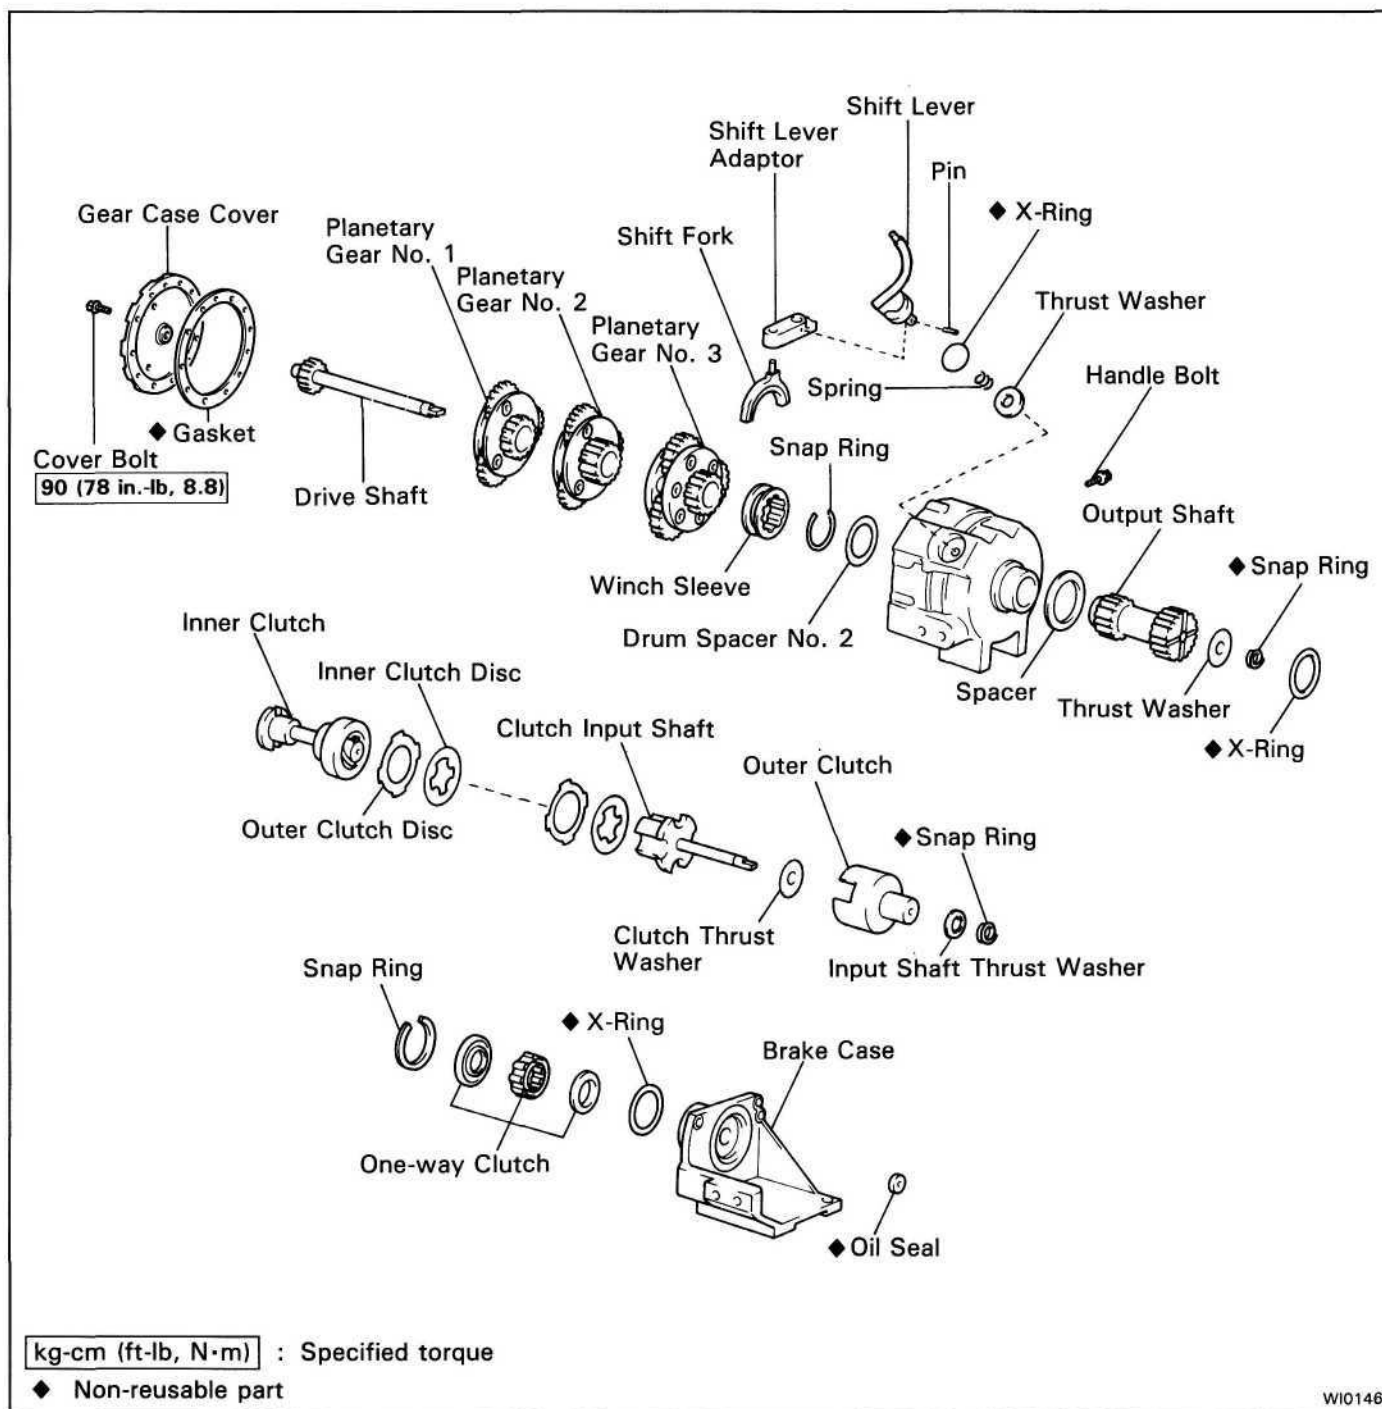 Shift Lever
Shift Lever
Adaptor
Pin
◆ X-Ring
Gear Case Cover
Planetary
Gear No. 1
Shift Fork
Planetary
Gear No. 2
Thrust Washer
Planetary
Gear No. 3
Spring
Handle Bolt
◆ Gasket
Cover Bolt
90 (78 in.-lb, 8.8)
Drive Shaft
Snap Ring
Output Shaft
◆ Snap Ring
Winch Sleeve
Drum Spacer No. 2
Spacer
Thrust Washer
◆ X-Ring
Inner Clutch
Inner Clutch Disc
Clutch Input Shaft
Outer Clutch
Outer Clutch Disc
◆ Snap Ring
Clutch Thrust
Washer
Input Shaft Thrust Washer
Snap Ring
◆ X-Ring
Brake Case
One-way Clutch
◆ Oil Seal
kg-cm (ft-lb, N·m) : Specified torque
◆ Non-reusable part
WI0146